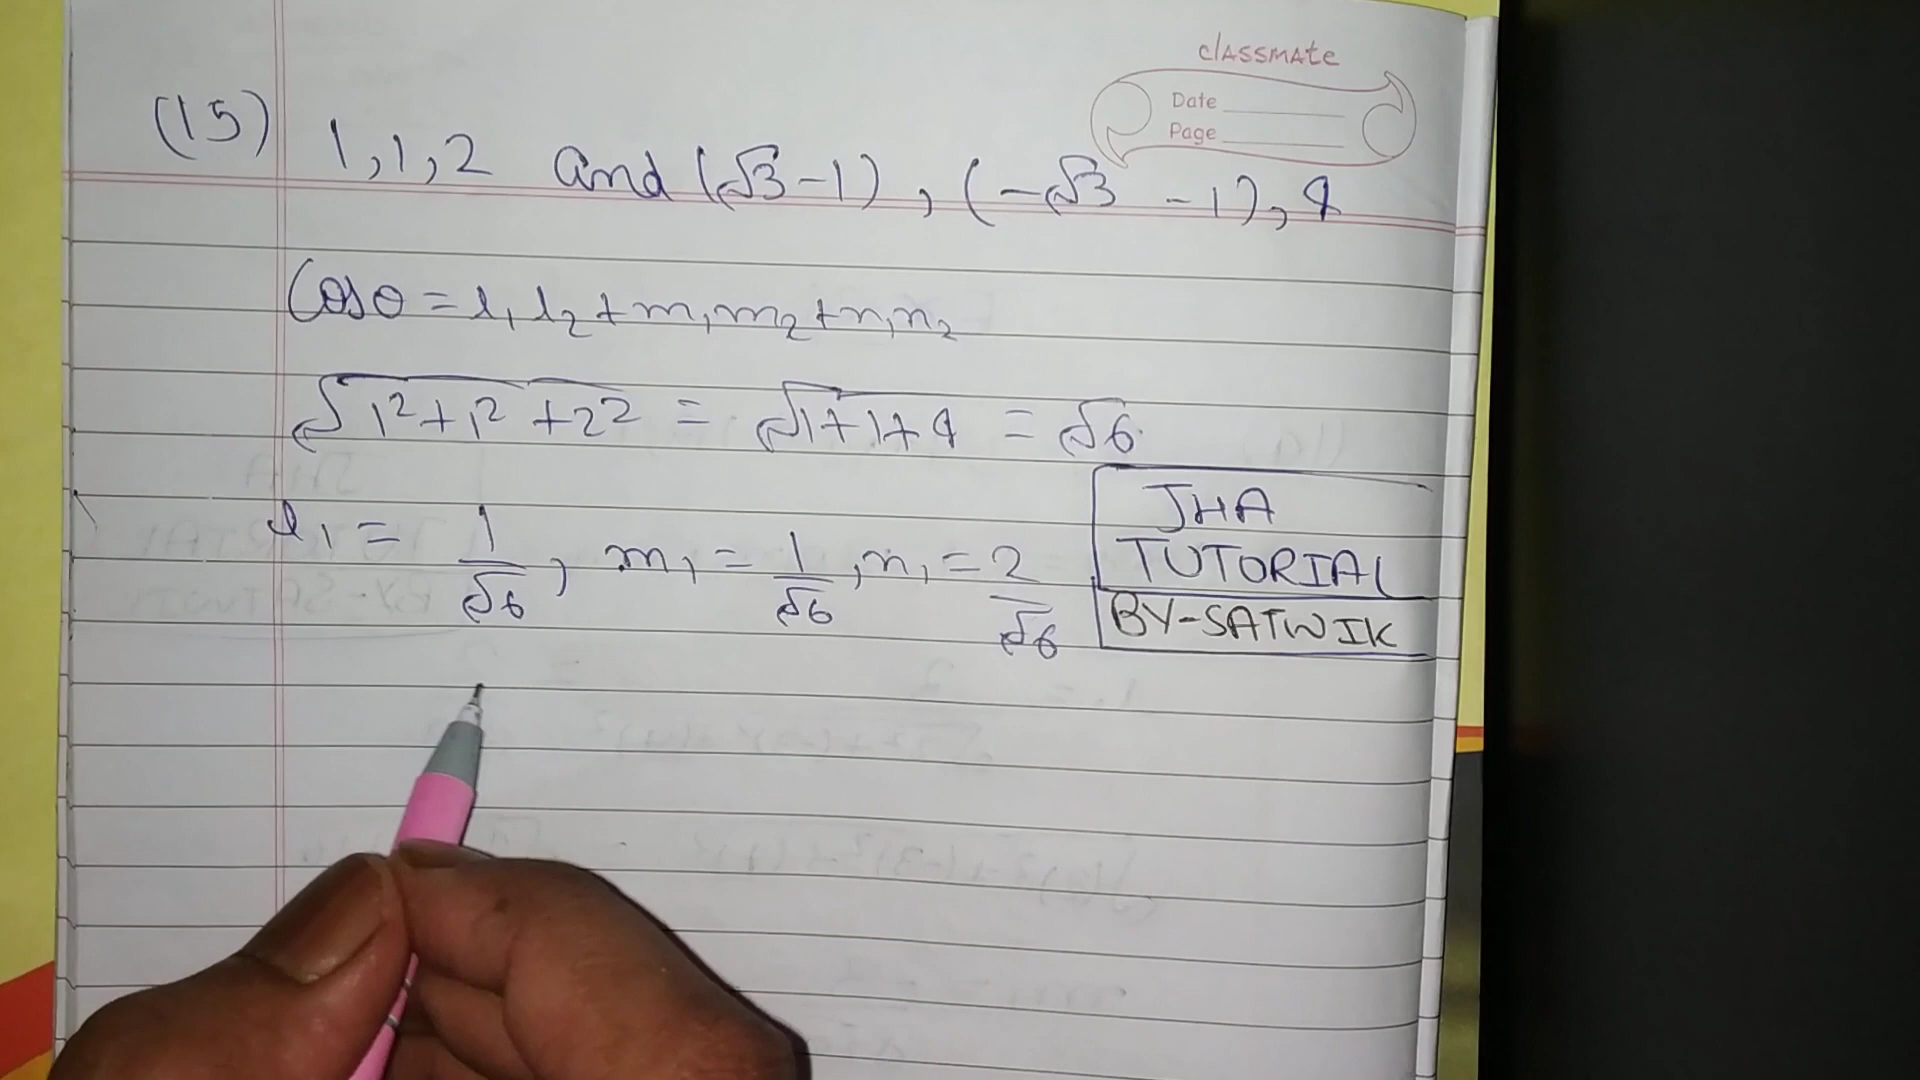 classmate
Date
Page
(15) 1,1,2 and (√3-1), (-√3 -1), 4
Cosθ = l₁l₂+m₁m₂+n₁n₂
√1²+1²+2² = √1+1+4 = √6
l₁ = 1/√6, m₁ = 1/√6, n₁ = 2/√6
JHA
TUTORIAL
BY-SATWIK